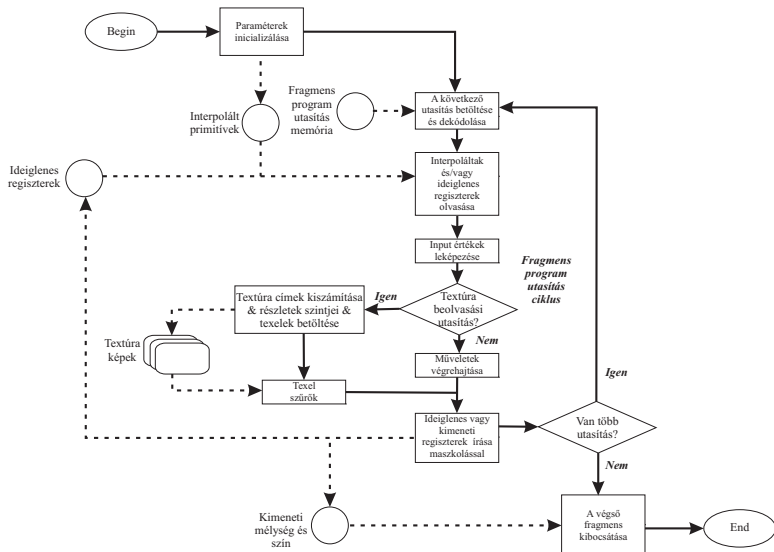 Begin
Paraméterek
inicializálása
Fragmens
program
utasítás
memória
A következő
utasítás betöltése
és dekódolása
Interpolált
primitívek
Ideiglenes
regiszterek
Interpoláltak
és/vagy
ideiglenes
regiszterek
olvasása
Input értékek
leképezése
Fragmens
program
utasítás
ciklus
Textúra címek kiszámítása
& részletek szintjei &
texelek betöltése
Igen
Textúra
beolvasási
utasítás?
Nem
Textúra
képek
Műveletek
végrehajtása
Igen
Texel
szűrők
Ideiglenes vagy
kimeneti
regiszterek írása
maszkolással
Van több
utasítás?
Nem
Kimeneti
mélység és
szín
A végső
fragmens
kibocsátása
End